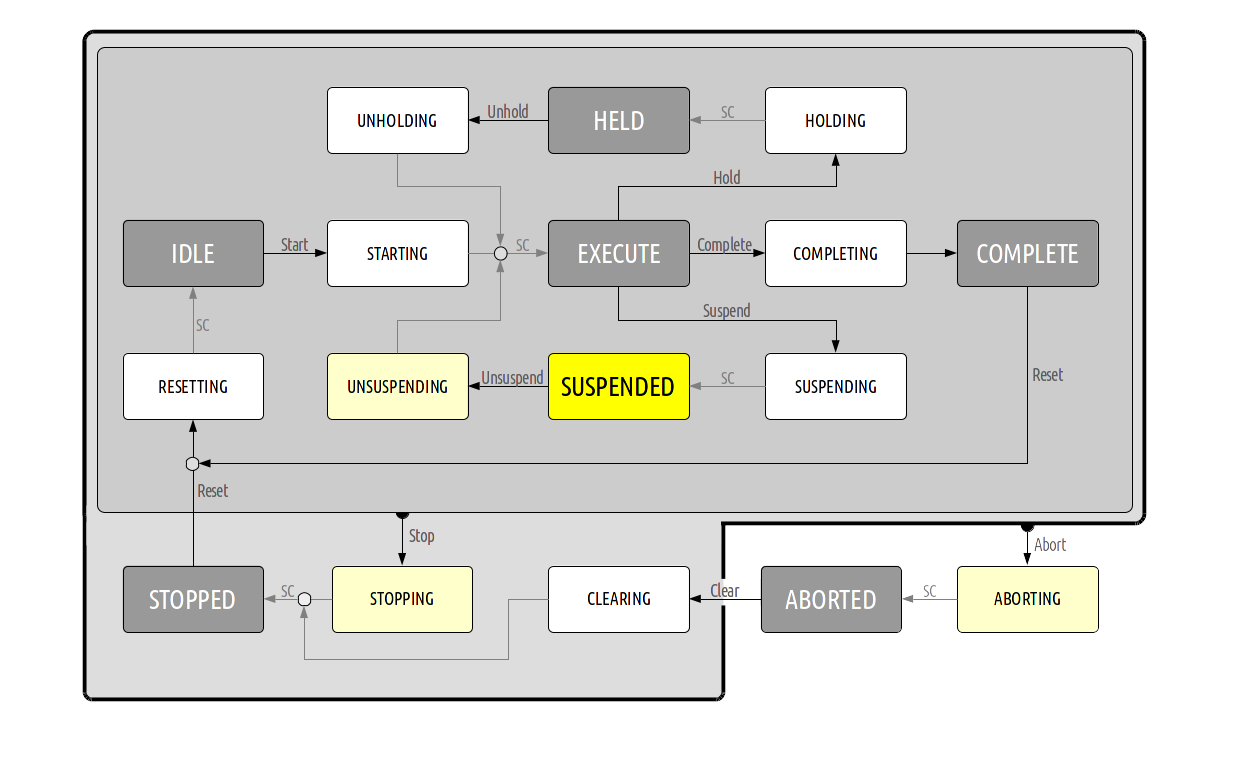 UNHOLDING
Unhold
HELD
SC
HOLDING
Hold
IDLE
Start
STARTING
SC
EXECUTE
Complete
COMPLETING
COMPLETE
SC
Suspend
RESETTING
UNSUSPENDING
Unsuspend
SUSPENDED
SC
SUSPENDING
Reset
Reset
Stop
Abort
STOPPED
SC
STOPPING
CLEARING
Clear
ABORTED
SC
ABORTING